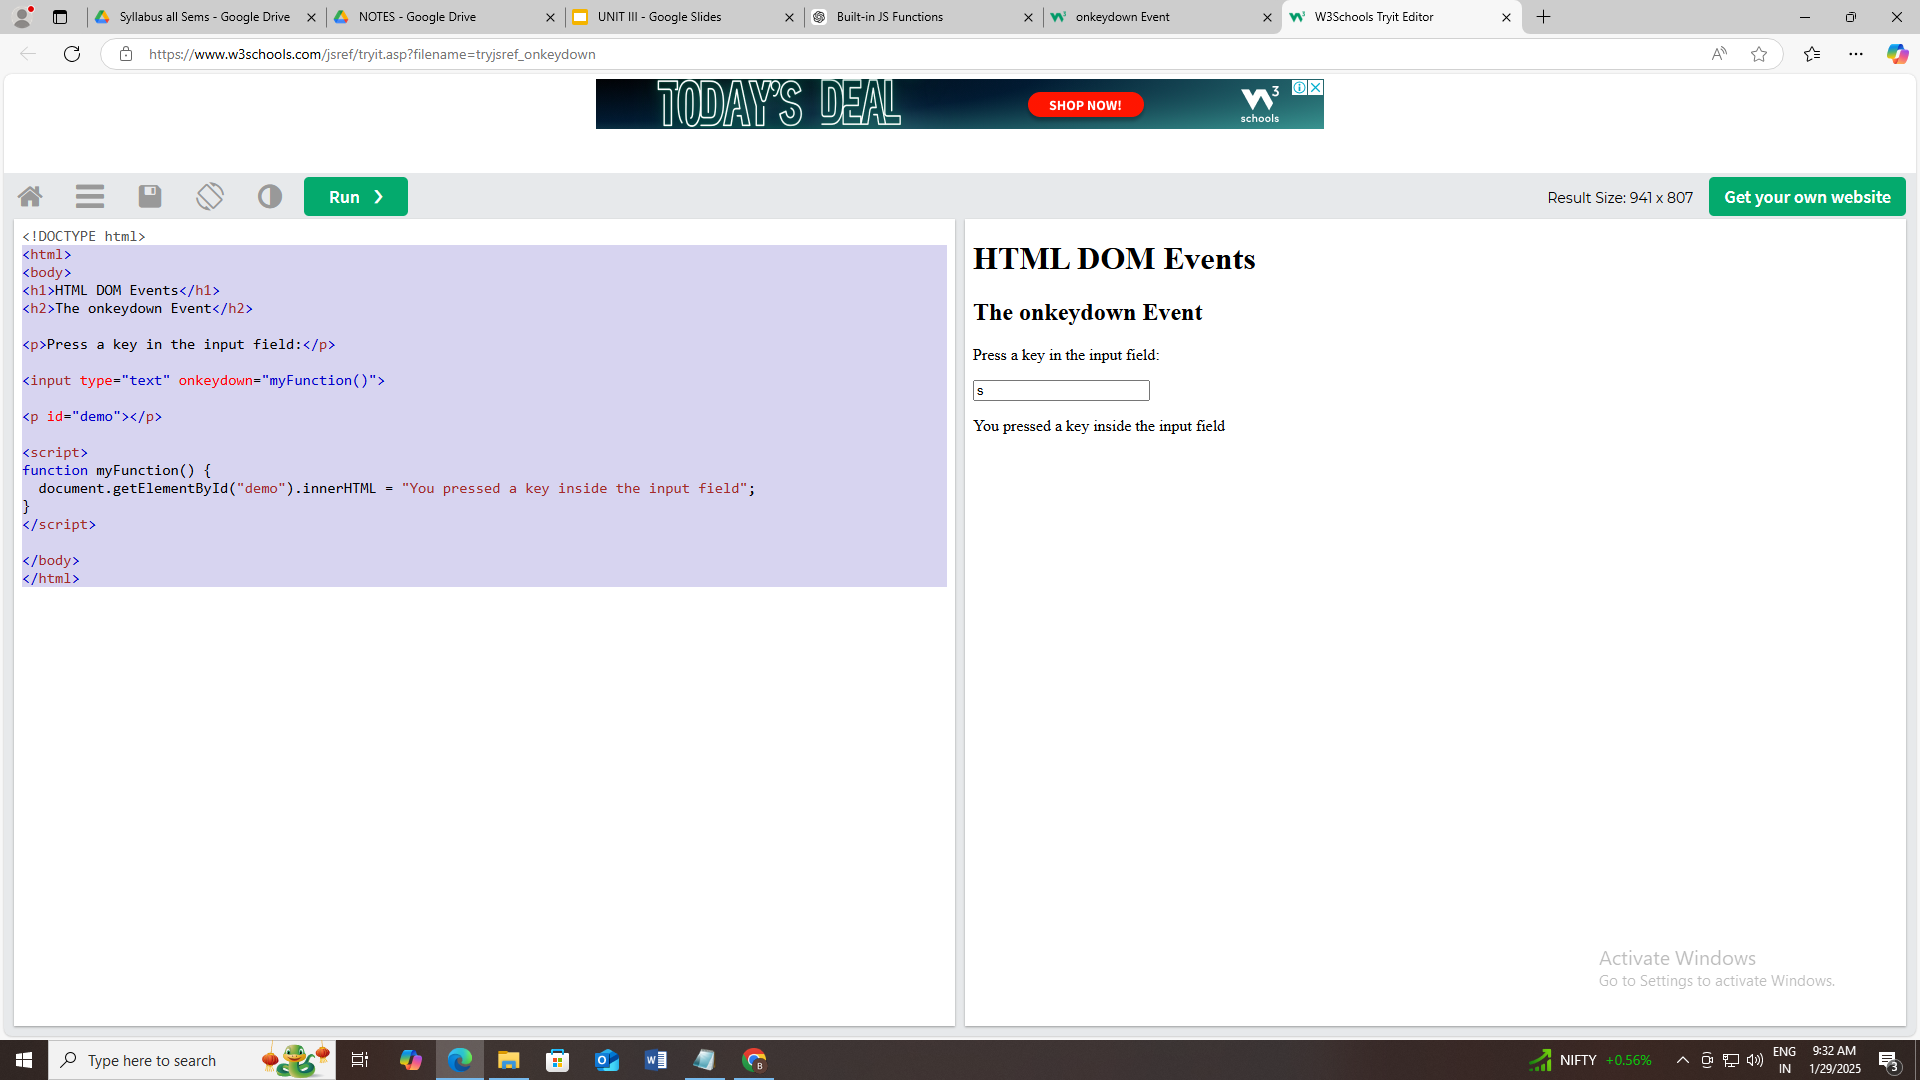 Syllabus all Sems - Google Drive
NOTES - Google Drive
UNIT III - Google Slides
Built-in JS Functions
onkeydown Event
W3Schools Tryit Editor
https://www.w3schools.com/jsref/tryit.asp?filename=tryjsref_onkeydown
TODAY'S DEAL
SHOP NOW!
W3
schools
Run ❯
Result Size: 941 x 807
Get your own website
<!DOCTYPE html>
<html>
<body>
<h1>HTML DOM Events</h1>
<h2>The onkeydown Event</h2>
<p>Press a key in the input field:</p>
<input type="text" onkeydown="myFunction()">
<p id="demo"></p>
<script>
function myFunction() {
  document.getElementById("demo").innerHTML = "You pressed a key inside the input field";
}
</script>
</body>
</html>
HTML DOM Events
The onkeydown Event
Press a key in the input field:
s
You pressed a key inside the input field
Activate Windows
Go to Settings to activate Windows.
Type here to search
NIFTY +0.56%
ENG
IN
9:32 AM
1/29/2025
3